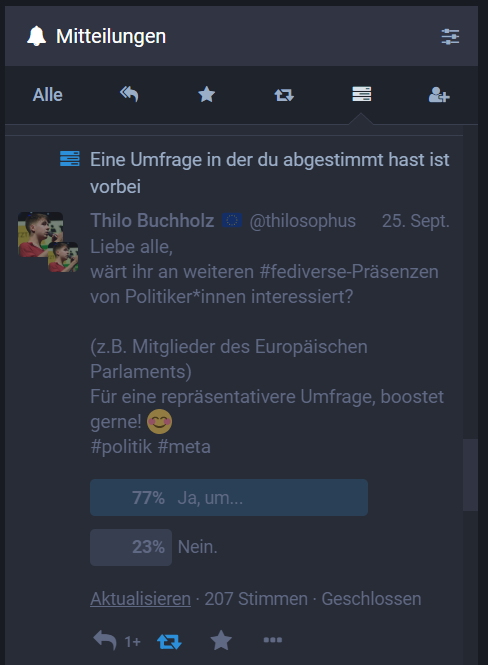 Mitteilungen
Alle
Eine Umfrage in der du abgestimmt hast ist
vorbei
Thilo Buchholz 🇪🇺 @thilosophus 25. Sept.
Liebe alle,
wärt ihr an weiteren #fediverse-Präsenzen
von Politiker*innen interessiert?
(z.B. Mitglieder des Europäischen
Parlaments)
Für eine repräsentativere Umfrage, boostet
gerne! 😊
#politik #meta
77% Ja, um...
23% Nein.
Aktualisieren · 207 Stimmen · Geschlossen
1+